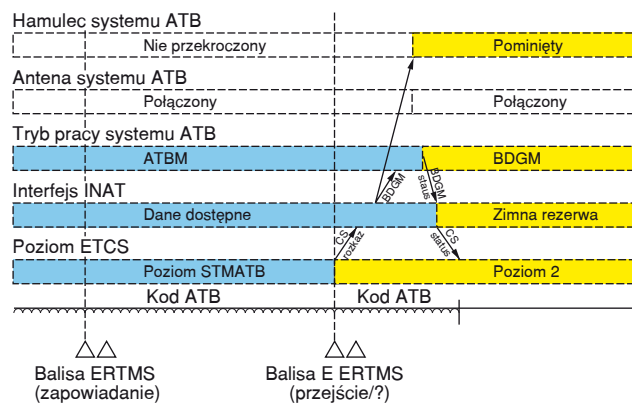 Hamulec systemu ATB
Nie przekroczony
Pominięty
Antena systemu ATB
Połączony
Połączony
Tryb pracy systemu ATB
ATBM
BDGM
BDGM
BDGM
staus
Interfejs INAT
Dane dostępne
Zimna rezerwa
CS
rozkaz
CS
status
Poziom ETCS
Poziom STMATB
Poziom 2
Kod ATB
Kod ATB
Balisa ERTMS
(zapowiadanie)
Balisa E ERTMS
(przejście/?)